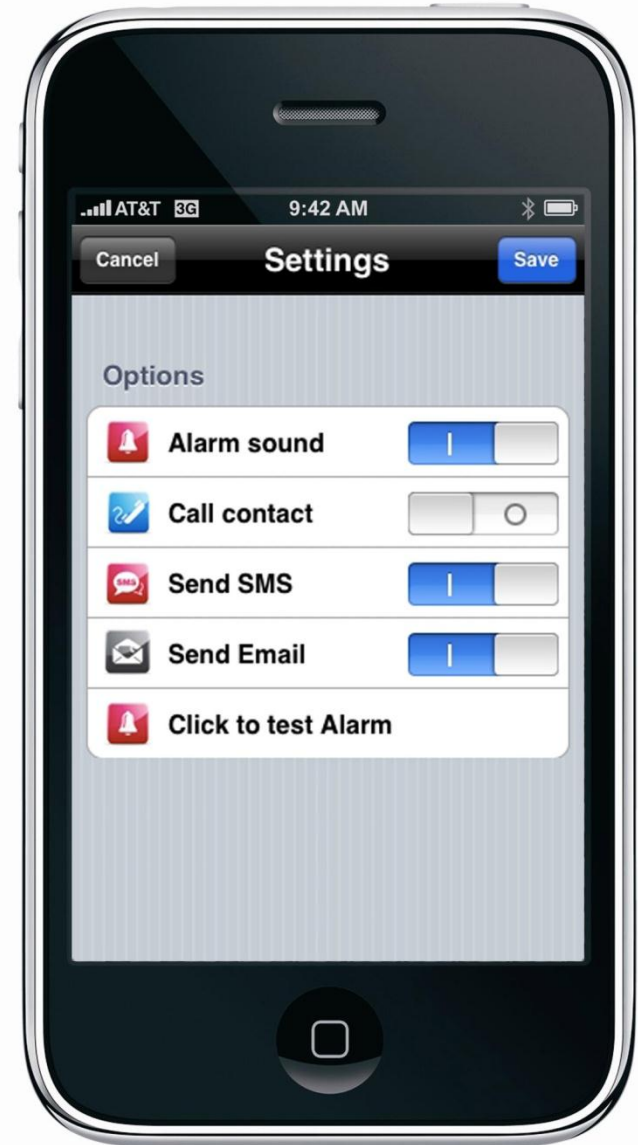 AT&T 3G 9:42 AM
Cancel Settings Save
Options
Alarm sound
Call contact
SMS Send SMS
Send Email
Click to test Alarm